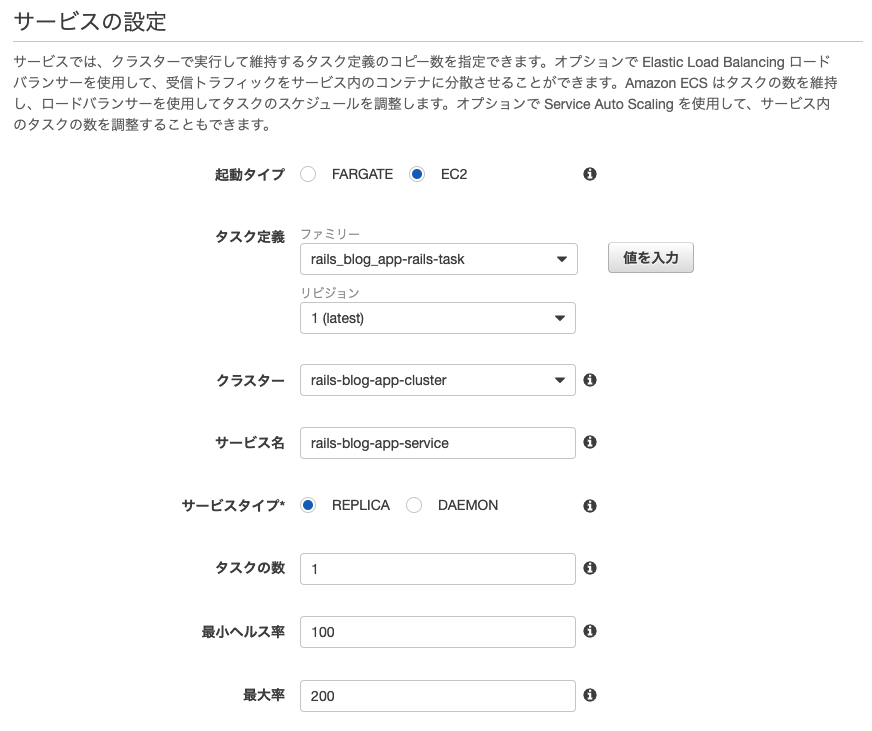 サービスの設定
サービスでは、クラスターで実行して維持するタスク定義のコピー数を指定できます。オプションで Elastic Load Balancing ロード
バランサーを使用して、受信トラフィックをサービス内のコンテナに分散させることができます。Amazon ECS はタスクの数を維持
し、ロードバランサーを使用してタスクのスケジュールを調整します。オプションで Service Auto Scaling を使用して、サービス内
のタスクの数を調整することもできます。
起動タイプ FARGATE EC2
タスク定義 ファミリー
rails_blog_app-rails-task 値を入力
リビジョン
1 (latest)
クラスター rails-blog-app-cluster
サービス名 rails-blog-app-service
サービスタイプ* REPLICA DAEMON
タスクの数 1
最小ヘルス率 100
最大率 200